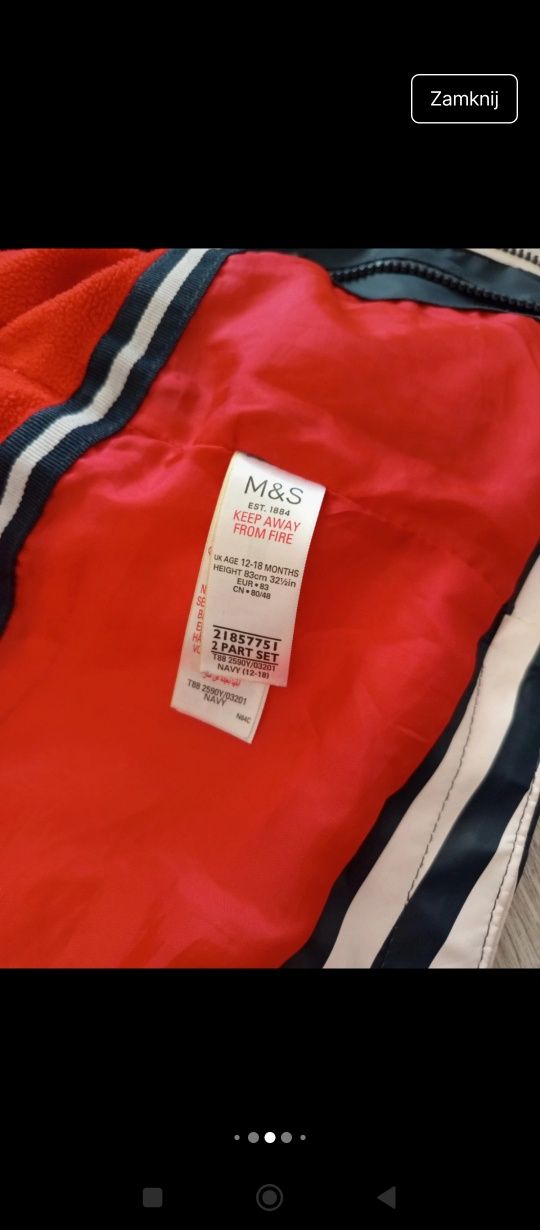 Zamknij
M&S
EST. 1884
KEEP AWAY
FROM FIRE
UK AGE 12-18 MONTHS
HEIGHT 83cm 32½in
EUR • 83
CN • 80/48
21857751
2 PART SET
T88 2590Y/03201
NAVY (12-18)
T88 2590Y/03201
NAVY
N64C